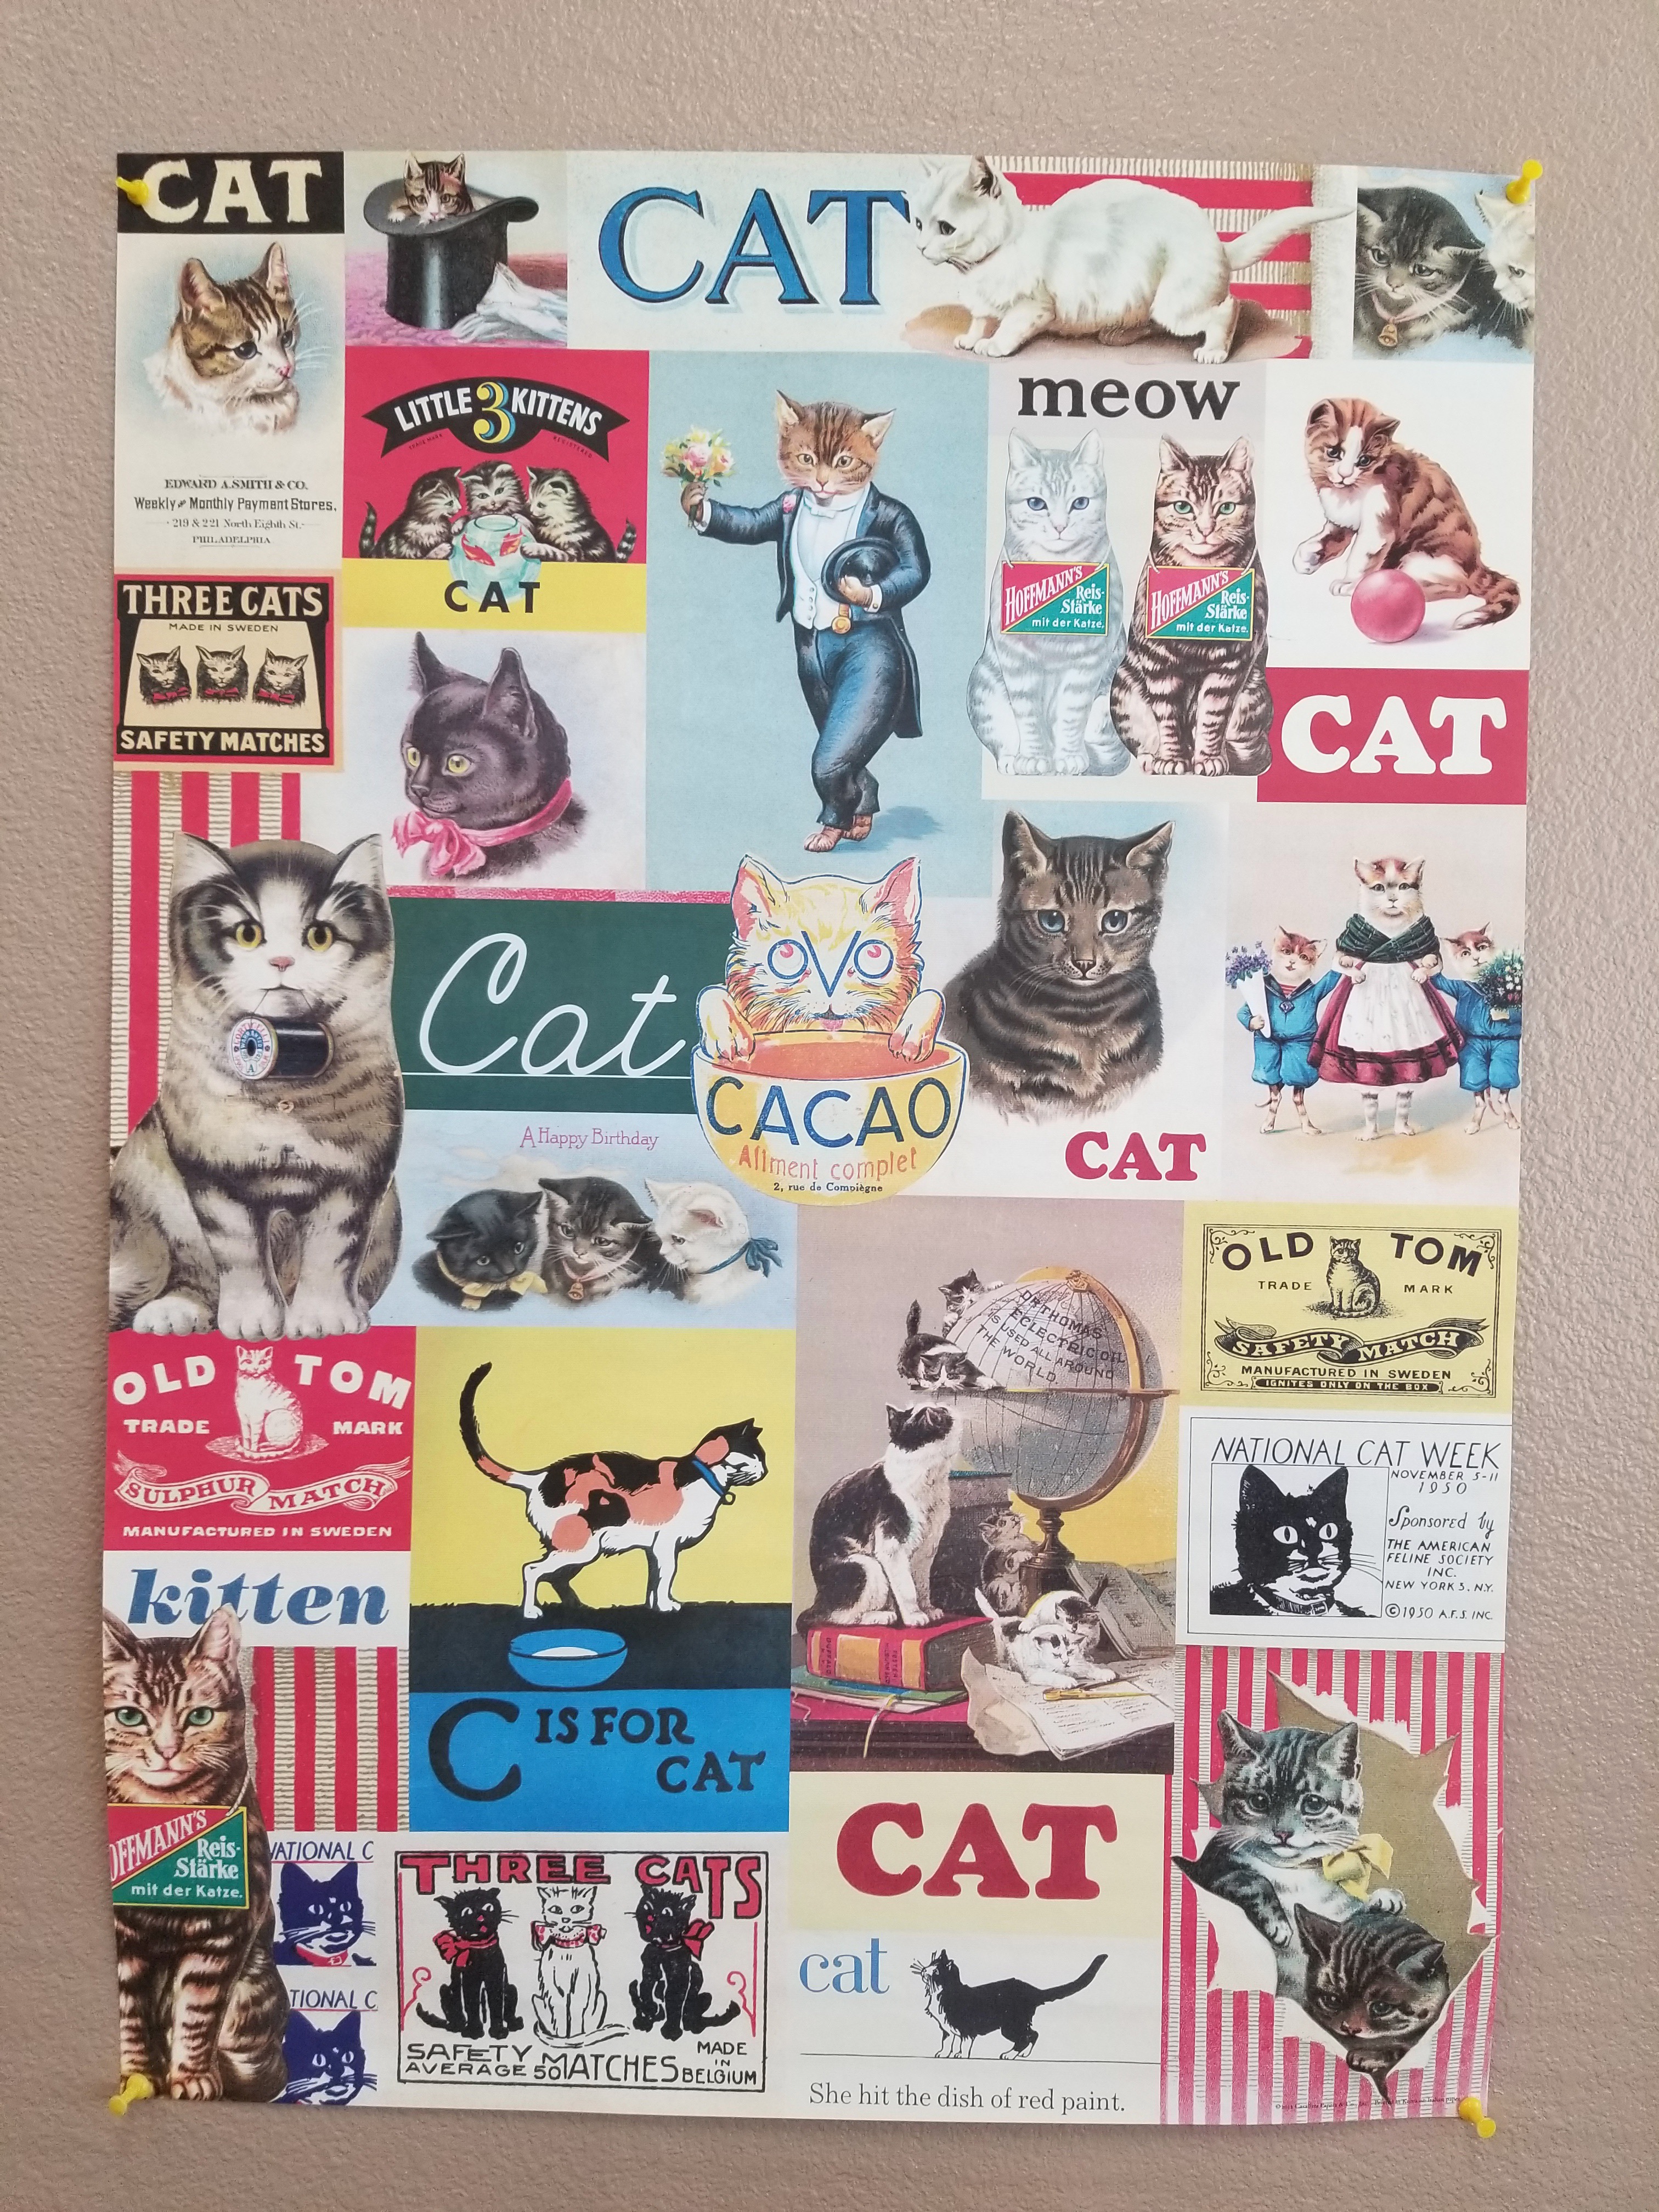 CAT
CAT
EDWARD A. SMITH & CO.
Weekly and Monthly Payment Stores.
219 & 221 North Eighth St.
PHILADELPHIA
LITTLE 3 KITTENS
TRADE MARK REGISTERED
CAT
meow
HOFFMANN'S
Reis-
Stärke
mit der Katze.
HOFFMANN'S
Reis-
Stärke
mit der Katze.
CAT
THREE CATS
MADE IN SWEDEN
SAFETY MATCHES
Cat
OVO
CACAO
Aliment complet
2, rue de Compiègne
CAT
A Happy Birthday
OLD TOM
TRADE MARK
SULPHUR MATCH
MANUFACTURED IN SWEDEN
DR THOMAS
ECLECTRIC OIL
IS USED ALL AROUND
THE WORLD.
OLD TOM
TRADE MARK
SAFETY MATCH
MANUFACTURED IN SWEDEN
IGNITES ONLY ON THE BOX
NATIONAL CAT WEEK
NOVEMBER 5-11
1950
Sponsored by
THE AMERICAN
FELINE SOCIETY
INC.
NEW YORK 3, N.Y.
©1950 A.F.S. INC.
kitten
OFFMANN'S
Reis-
Stärke
mit der Katze.
C IS FOR
CAT
NATIONAL C
TIONAL C
THREE CATS
SAFETY MATCHES
AVERAGE 50
MADE
IN
BELGIUM
CAT
cat
She hit the dish of red paint.